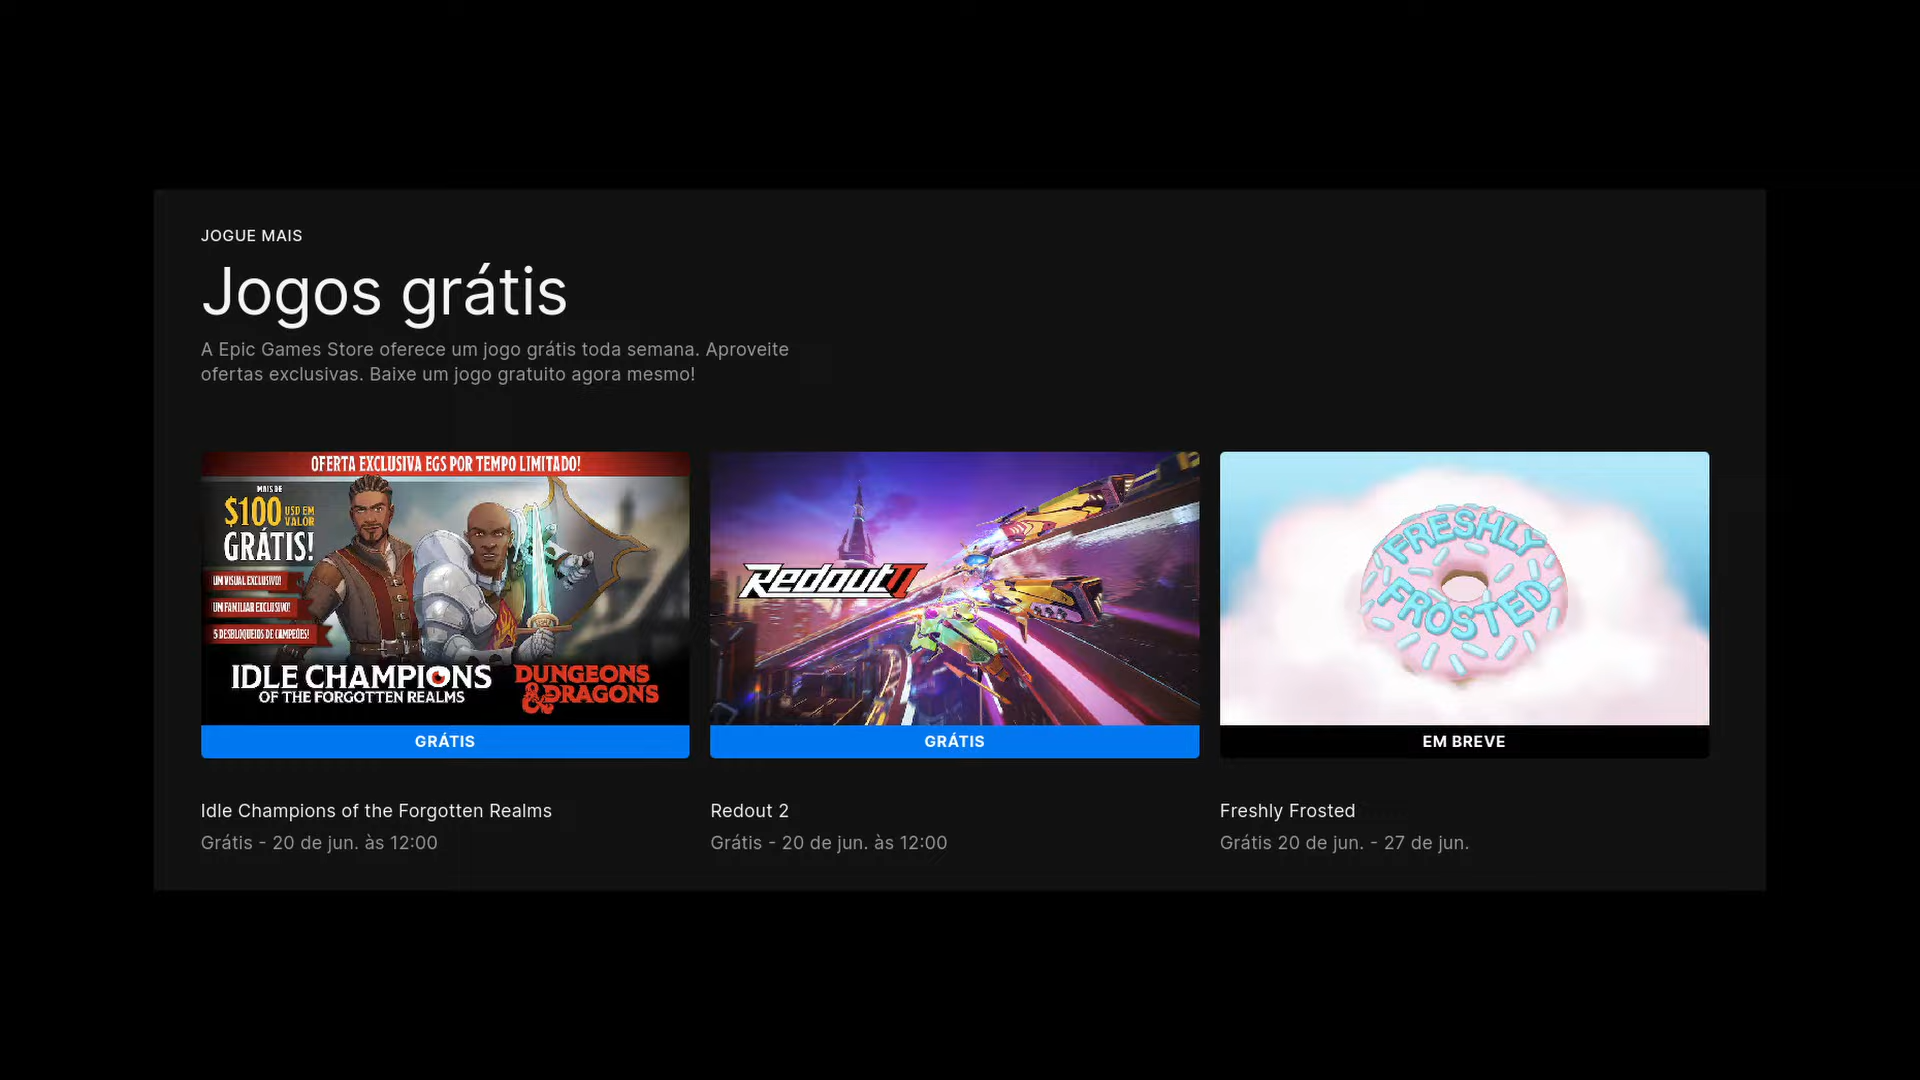 JOGUE MAIS
Jogos grátis
A Epic Games Store oferece um jogo grátis toda semana. Aproveite
ofertas exclusivas. Baixe um jogo gratuito agora mesmo!
OFERTA EXCLUSIVA EGS POR TEMPO LIMITADO!
MAIS DE
$100 USD EM VALOR
GRÁTIS!
UM VISUAL EXCLUSIVO!
UM FAMILIAR EXCLUSIVO!
5 DESBLOQUEIOS DE CAMPEÕES!
IDLE CHAMPIONS
OF THE FORGOTTEN REALMS
DUNGEONS
& DRAGONS
GRÁTIS
Idle Champions of the Forgotten Realms
Grátis - 20 de jun. às 12:00
Redout II
GRÁTIS
Redout 2
Grátis - 20 de jun. às 12:00
FRESHLY
FROSTED
EM BREVE
Freshly Frosted
Grátis 20 de jun. - 27 de jun.